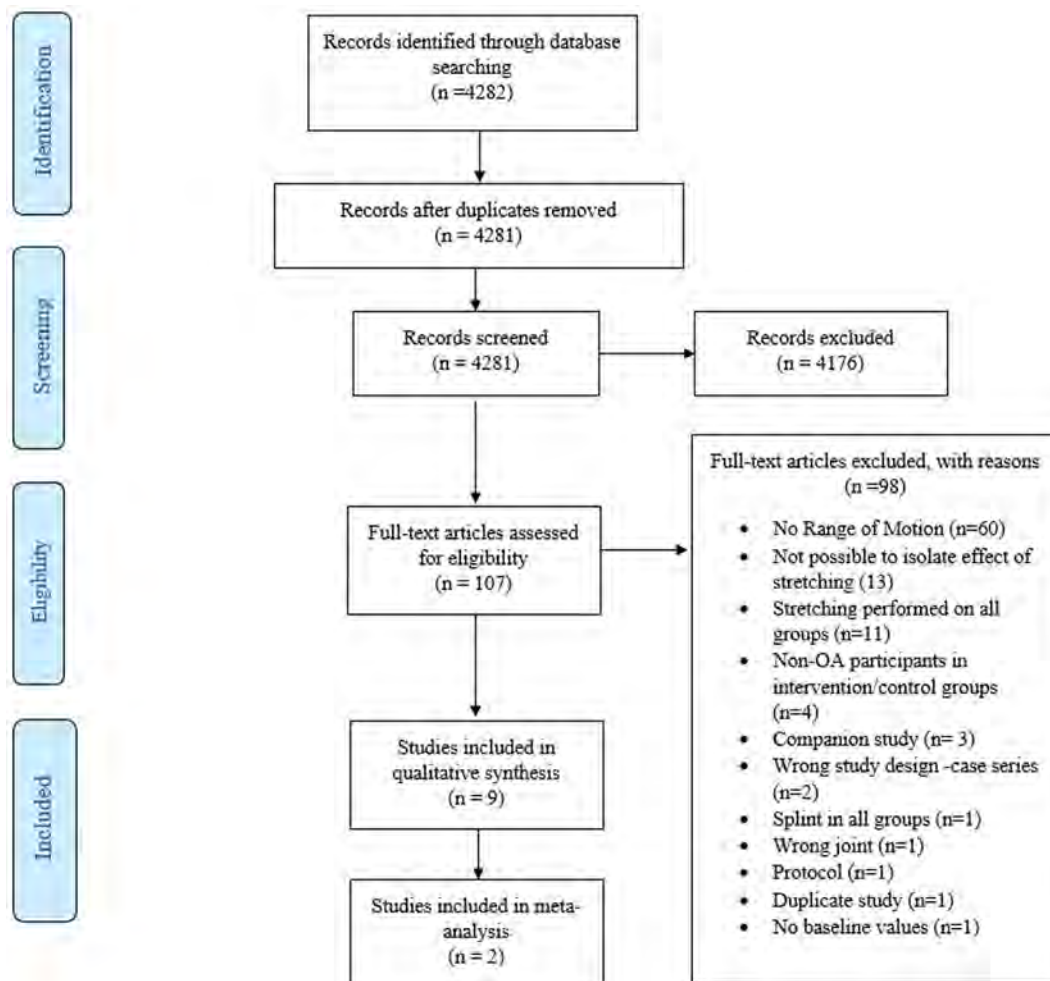 Identification
Records identified through database
searching
(n =4282)
Records after duplicates removed
(n = 4281)
Screening
Records screened
(n = 4281)
Records excluded
(n = 4176)
Eligibility
Full-text articles assessed
for eligibility
(n = 107)
Full-text articles excluded, with reasons
(n =98)
• No Range of Motion (n=60)
• Not possible to isolate effect of
stretching (13)
• Stretching performed on all
groups (n=11)
• Non-OA participants in
intervention/control groups
(n=4)
• Companion study (n= 3)
• Wrong study design -case series
(n=2)
• Splint in all groups (n=1)
• Wrong joint (n=1)
• Protocol (n=1)
• Duplicate study (n=1)
• No baseline values (n=1)
Included
Studies included in
qualitative synthesis
(n = 9)
Studies included in meta-
analysis
(n = 2)